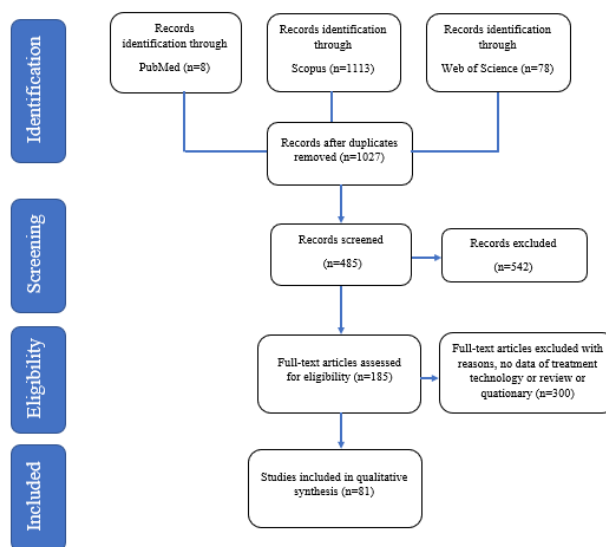 Identification
Records
identification through
PubMed (n=8)
Records identification
through
Scopus (n=1113)
Records identification
through
Web of Science (n=78)
Records after duplicates
removed (n=1027)
Screening
Records screened
(n=485)
Records excluded
(n=542)
Eligibility
Full-text articles assessed
for eligibility (n=185)
Full-text articles excluded with
reasons, no data of treatment
technology or review or
quationary (n=300)
Included
Studies included in qualitative
synthesis (n=81)